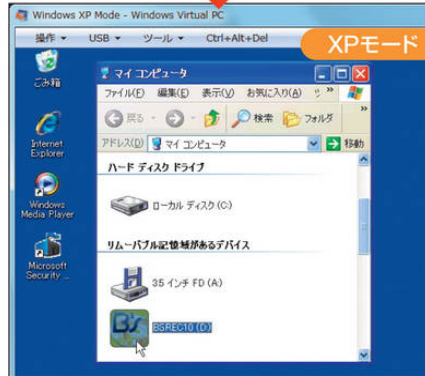 Windows XP Mode - Windows Virtual PC
操作 USB ツール Ctrl+Alt+Del
XPモード
ごみ箱
Internet Explorer
Windows Media Player
Microsoft Security ...
マイ コンピュータ
ファイル(F) 編集(E) 表示(V) お気に入り(A) ツ »
戻る 検索 フォルダ »
アドレス(D) マイ コンピュータ 移動
ハード ディスク ドライブ
ローカル ディスク (C:)
リムーバブル記憶域があるデバイス
3.5 インチ FD (A:)
B's
BSREC10 (D:)